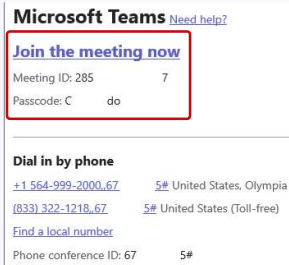 Microsoft Teams Need help?
Join the meeting now
Meeting ID: 285 7
Passcode: C do
Dial in by phone
+1 564-999-2000,,67 5# United States, Olympia
(833) 322-1218,,67 5# United States (Toll-free)
Find a local number
Phone conference ID: 67 5#